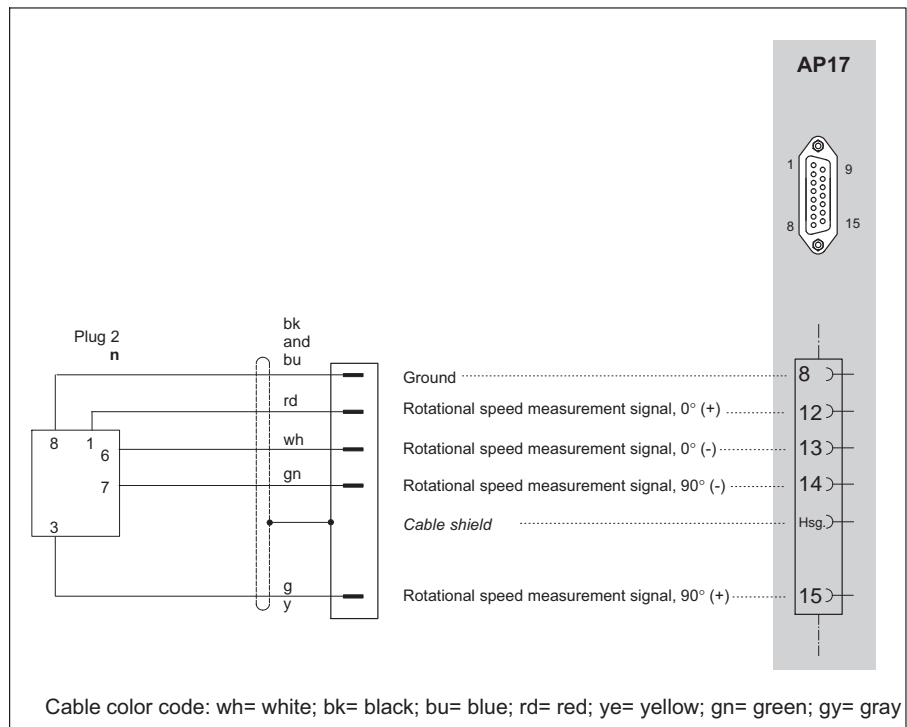 AP17
1
9
8
15
Plug 2
n
bk
and
bu
Ground
8
rd
Rotational speed measurement signal, 0° (+)
12
8
1
6
wh
Rotational speed measurement signal, 0° (-)
13
7
gn
Rotational speed measurement signal, 90° (-)
14
3
Cable shield
Hsg.
g
y
Rotational speed measurement signal, 90° (+)
15
Cable color code: wh= white; bk= black; bu= blue; rd= red; ye= yellow; gn= green; gy= gray